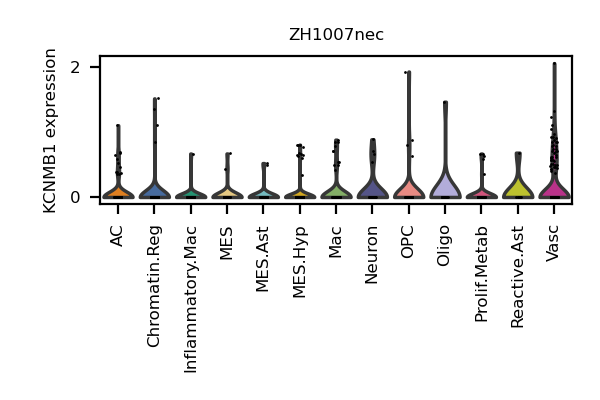 ZH1007nec
KCNMB1 expression
2
0
AC
Chromatin.Reg
Inflammatory.Mac
MES
MES.Ast
MES.Hyp
Mac
Neuron
OPC
Oligo
Prolif.Metab
Reactive.Ast
Vasc